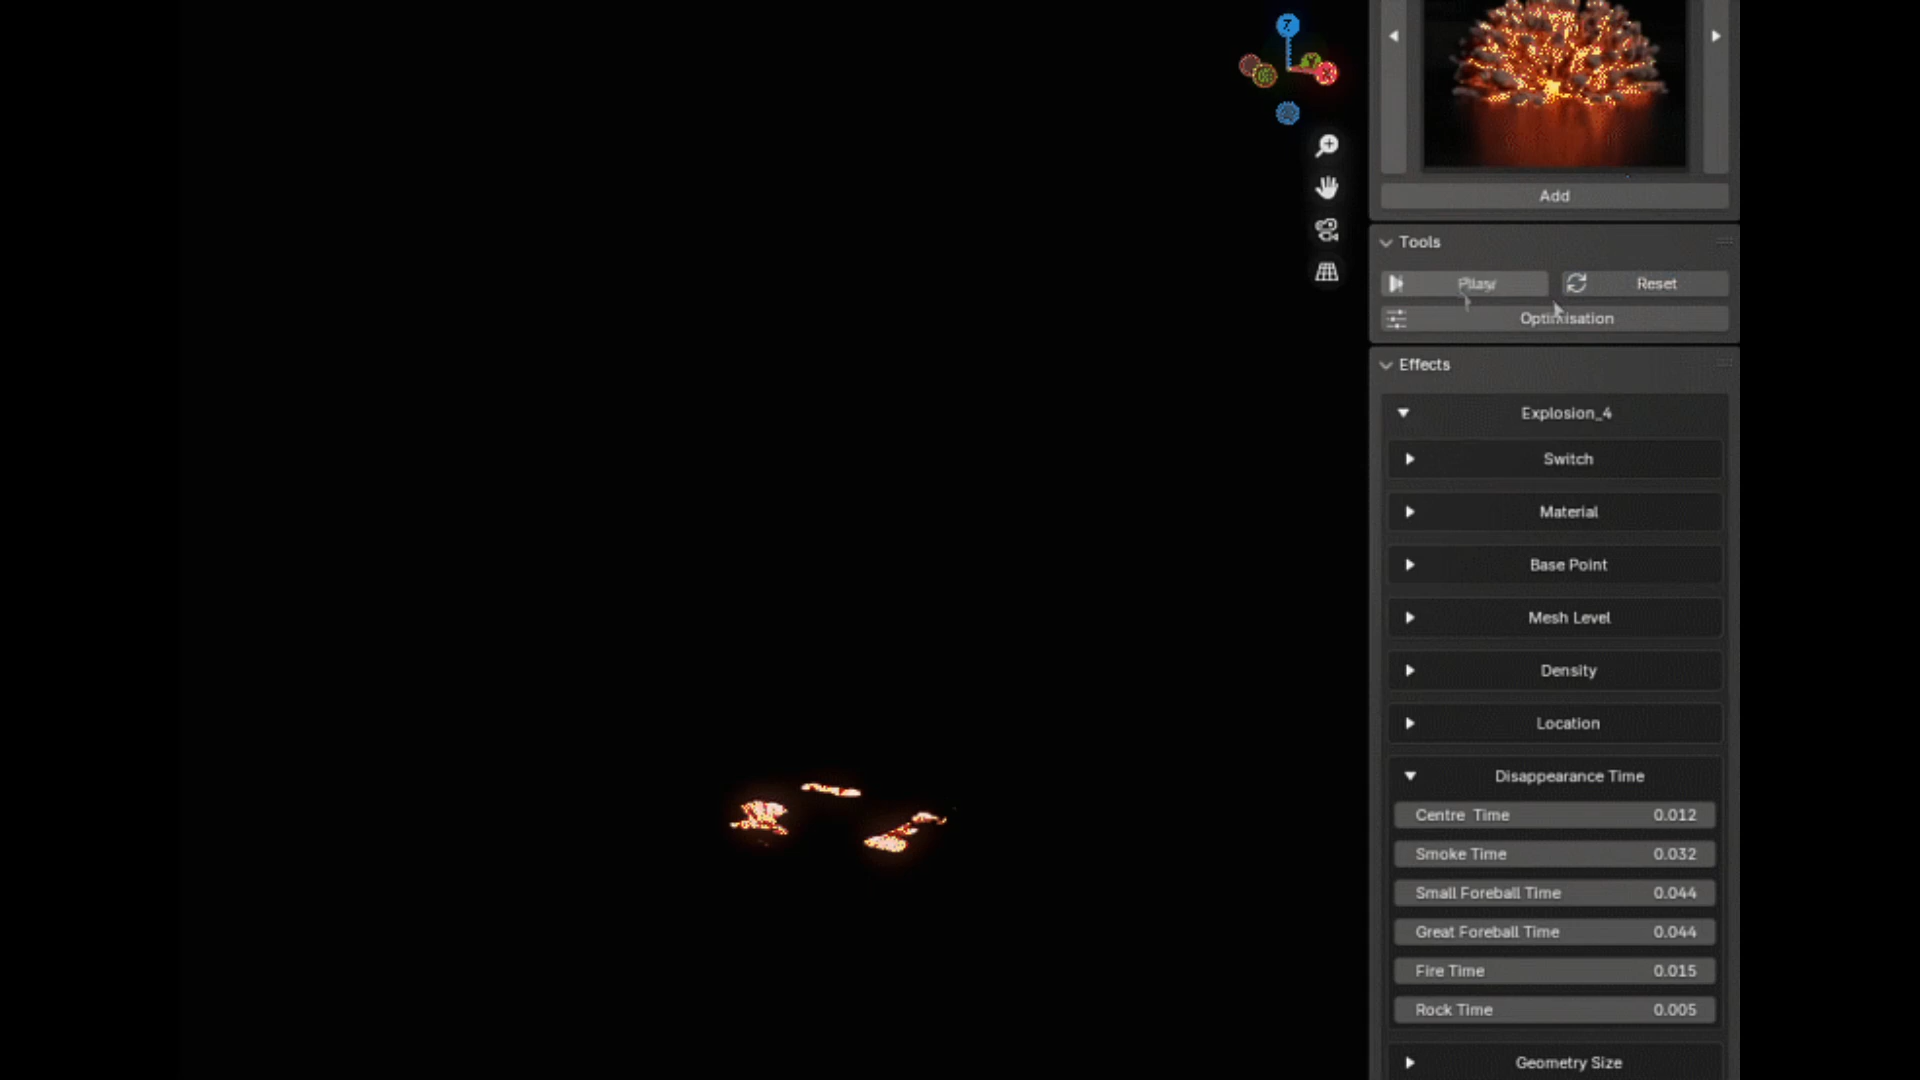 Z
Add
Tools
Play
Reset
Optimisation
Effects
Explosion_4
Switch
Material
Base Point
Mesh Level
Density
Location
Disappearance Time
Centre Time 0.012
Smoke Time 0.032
Small Foreball Time 0.044
Great Foreball Time 0.044
Fire Time 0.015
Rock Time 0.005
Geometry Size